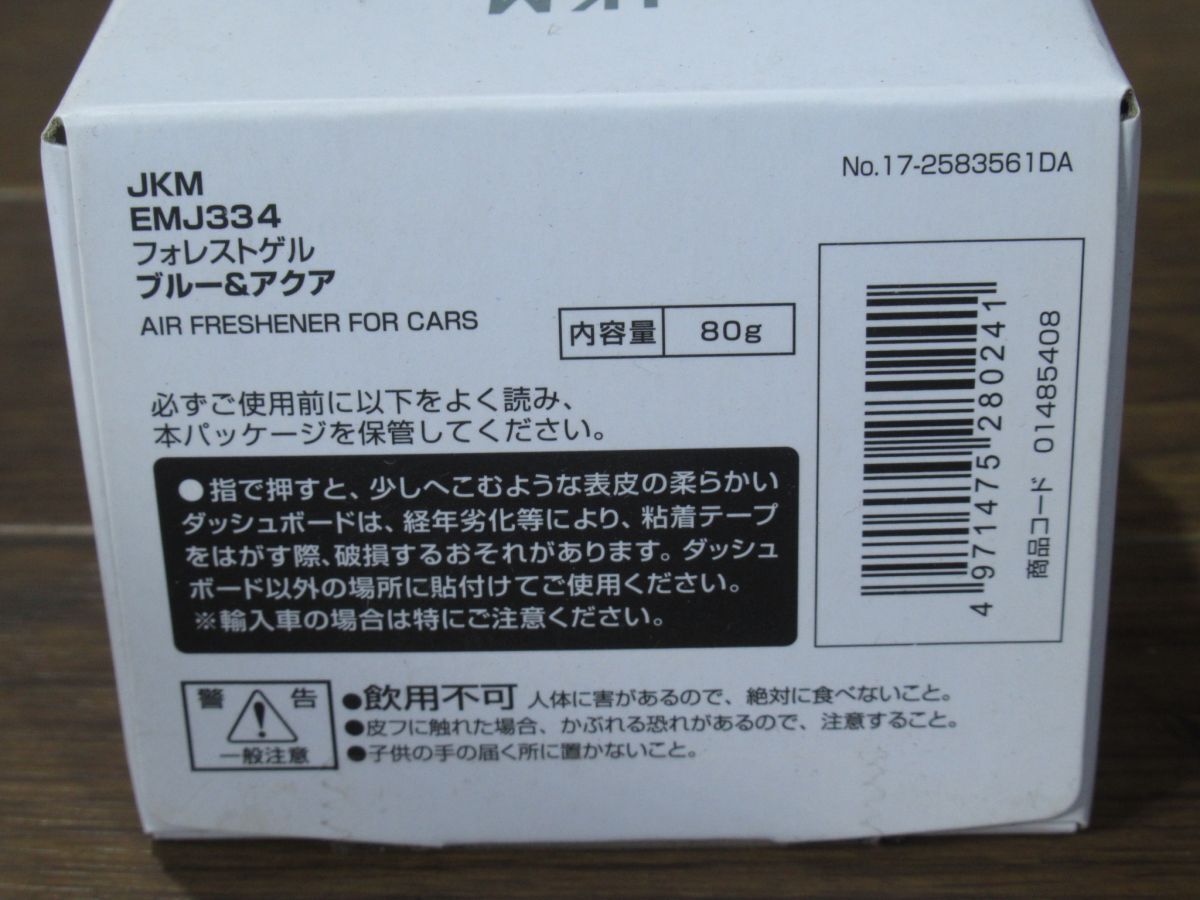 JKM
EMJ334
フォレストゲル
ブルー&アクア
AIR FRESHENER FOR CARS
No.17-2583561DA
内容量 80g
必ずご使用前に以下をよく読み、
本パッケージを保管してください。
●指で押すと、少しへこむような表皮の柔らかい
ダッシュボードは、経年劣化等により、粘着テープ
をはがす際、破損するおそれがあります。ダッシュ
ボード以外の場所に貼付けてご使用ください。
※輸入車の場合は特にご注意ください。
4971475280241
商品コード 01485408
警告
一般注意
●飲用不可 人体に害があるので、絶対に食べないこと。
●皮フに触れた場合、かぶれる恐れがあるので、注意すること。
●子供の手の届く所に置かないこと。